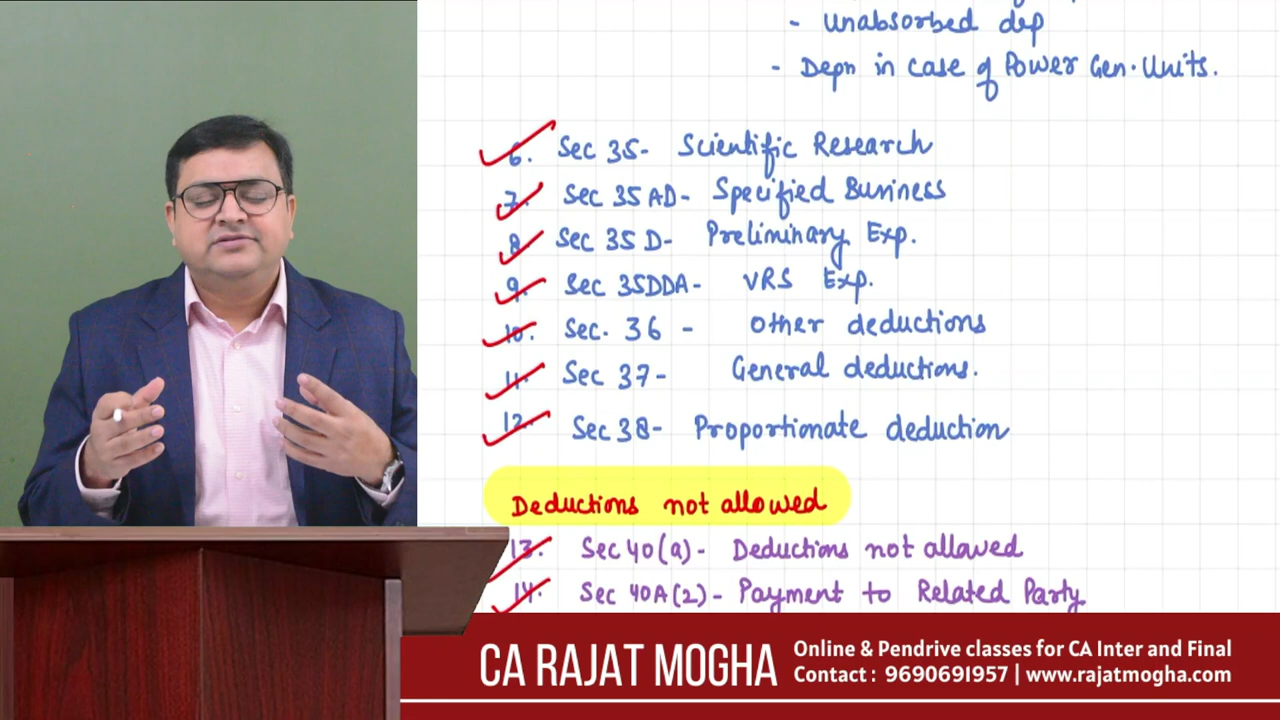 - Unabsorbed dep
- Depn in case of Power Gen. Units.
6. Sec 35- Scientific Research
7. Sec 35 AD- Specified Business
8. Sec 35 D- Preliminary Exp.
9. Sec 35DDA- VRS Exp.
10. Sec. 36 - Other deductions
11. Sec 37- General deductions.
12. Sec 38- Proportionate deduction
Deductions not allowed
13. Sec 40(a)- Deductions not allowed
14. Sec 40A(2)- Payment to Related Party
CA RAJAT MOGHA
Online & Pendrive classes for CA Inter and Final
Contact : 9690691957 | www.rajatmogha.com